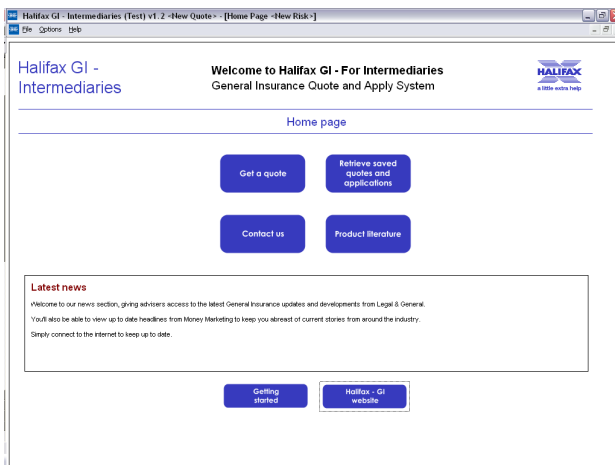 Halifax GI - Intermediaries (Test) v1.2 <New Quote> - [Home Page <New Risk>]
File Options Help
Halifax GI -
Intermediaries
Welcome to Halifax GI - For Intermediaries
General Insurance Quote and Apply System
HALIFAX
a little extra help
Home page
Get a quote
Retrieve saved
quotes and
applications
Contact us
Product literature
Latest news
Welcome to our news section, giving advisers access to the latest General Insurance updates and developments from Legal & General.
You'll also be able to view up to date headlines from Money Marketing to keep you abreast of current stories from around the industry.
Simply connect to the internet to keep up to date.
Getting
started
Halifax - GI
website